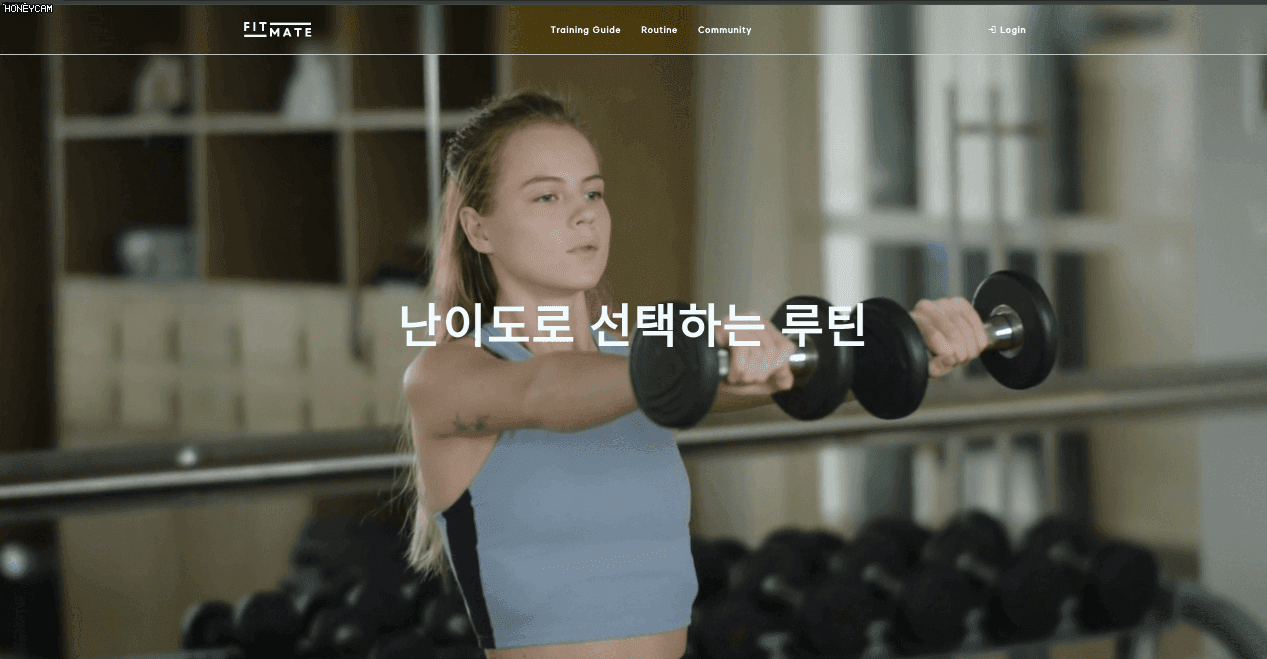 HONEYCAM
FIT MATE
Training Guide Routine Community
Login
난이도로 선택하는 루틴